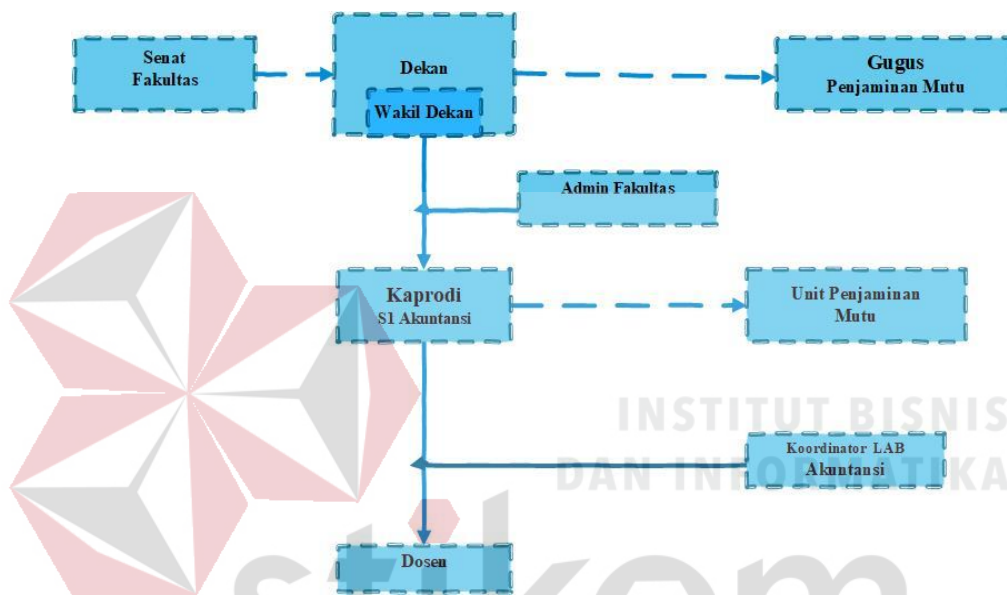 Senat
Fakultas
Dekan
Wakil Dekan
Gugus
Penjaminan Mutu
Admin Fakultas
Kaprodi
S1 Akuntansi
Unit Penjaminan
Mutu
INSTITUT BISNIS
DAN INFORMATIKA
Koordinator LAB
Akuntansi
Dosen
stikom